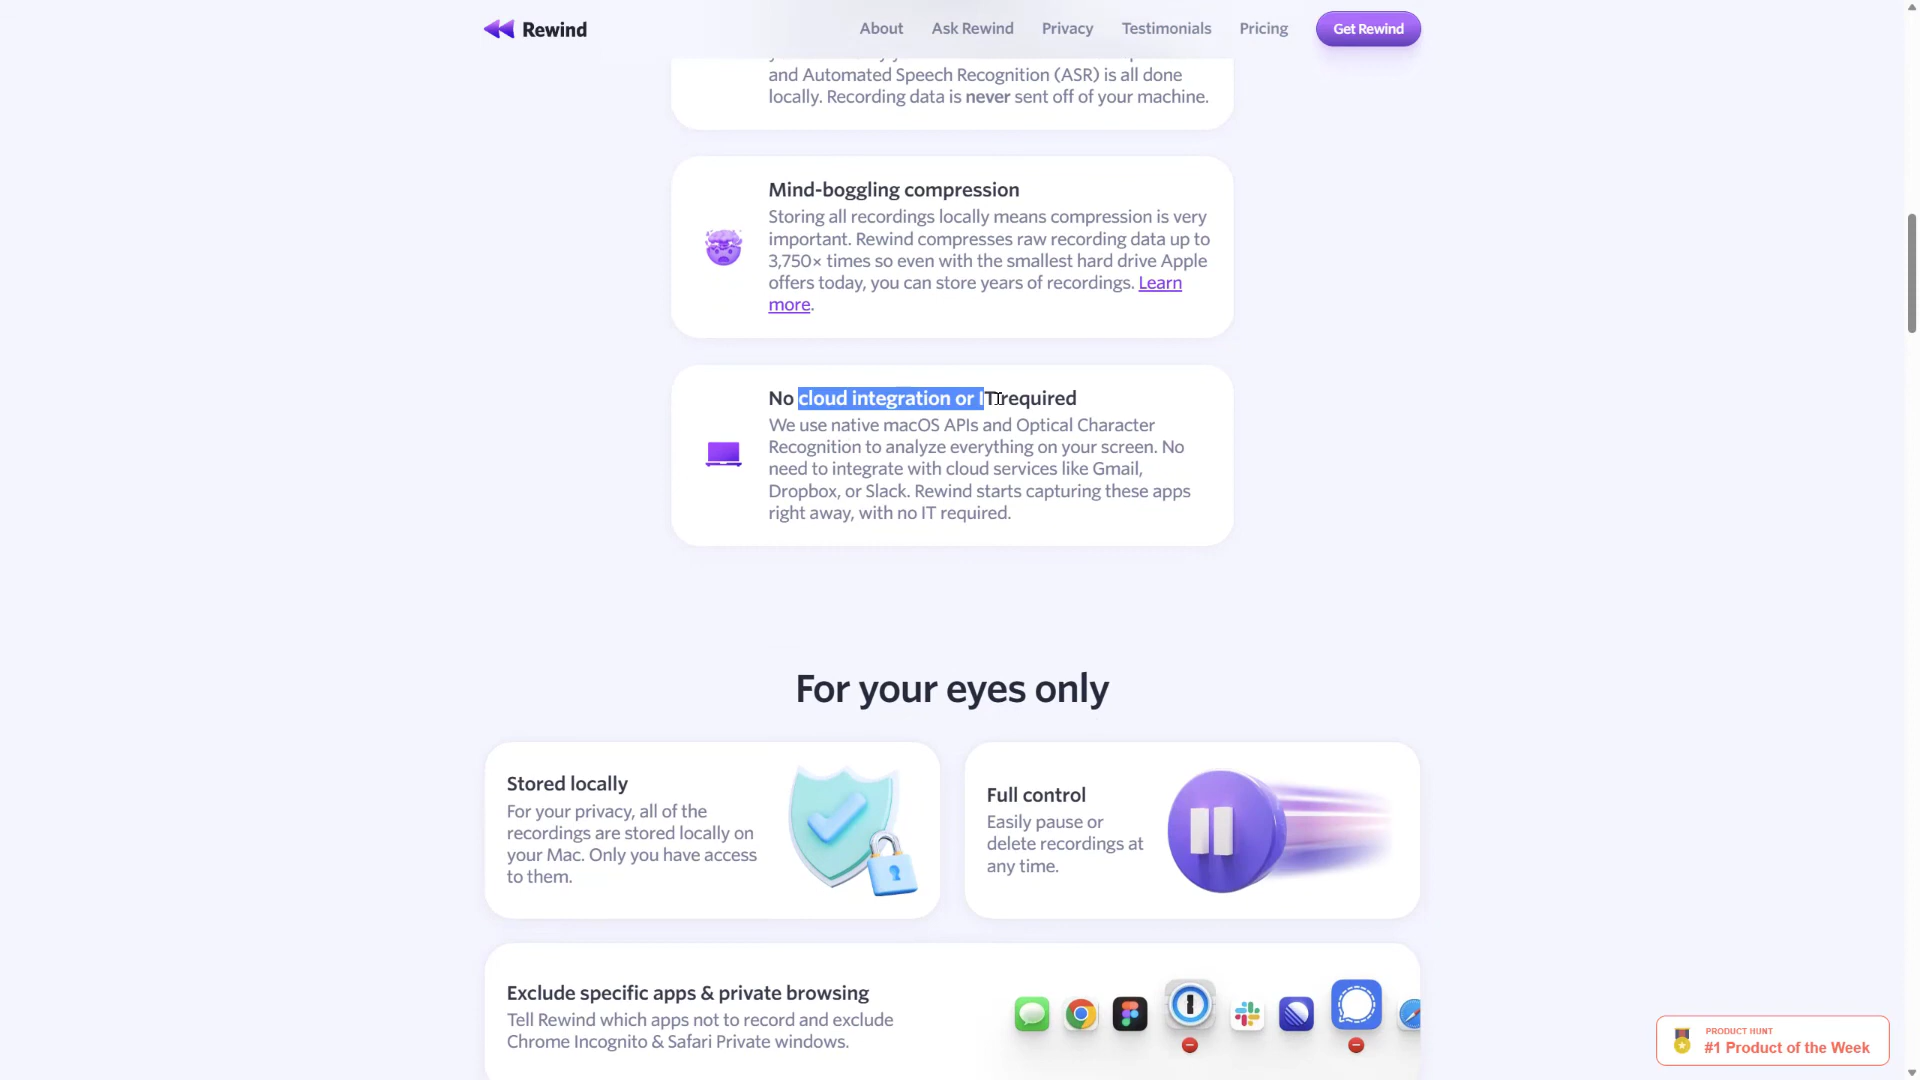 Rewind
About
Ask Rewind
Privacy
Testimonials
Pricing
Get Rewind
and Automated Speech Recognition (ASR) is all done
locally. Recording data is never sent off of your machine.
Mind-boggling compression
Storing all recordings locally means compression is very
important. Rewind compresses raw recording data up to
3,750× times so even with the smallest hard drive Apple
offers today, you can store years of recordings. Learn
more.
No cloud integration or IT required
We use native macOS APIs and Optical Character
Recognition to analyze everything on your screen. No
need to integrate with cloud services like Gmail,
Dropbox, or Slack. Rewind starts capturing these apps
right away, with no IT required.
For your eyes only
Stored locally
For your privacy, all of the
recordings are stored locally on
your Mac. Only you have access
to them.
Full control
Easily pause or
delete recordings at
any time.
Exclude specific apps & private browsing
Tell Rewind which apps not to record and exclude
Chrome Incognito & Safari Private windows.
PRODUCT HUNT
#1 Product of the Week